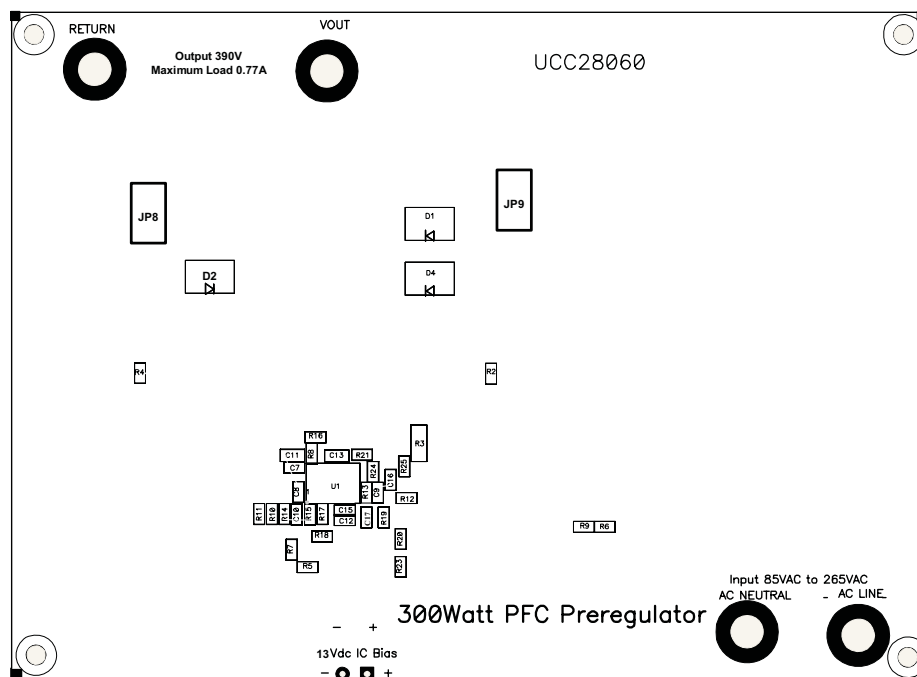 RETURN
VOUT
Output 390V
Maximum Load 0.77A
UCC28060
JP8
JP9
D1
D2
D4
R4
R2
R16
R3
C11
R8
C13
R21
C7
R24
R25
C16
U1
C8
R13
C9
R12
R11
R10
R14
C10
R15
R17
C15
C12
C17
R19
R18
R20
R9
R6
R7
R5
R23
Input 85VAC to 265VAC
AC NEUTRAL
- AC LINE
300Watt PFC Preregulator
- +
13Vdc IC Bias
- +